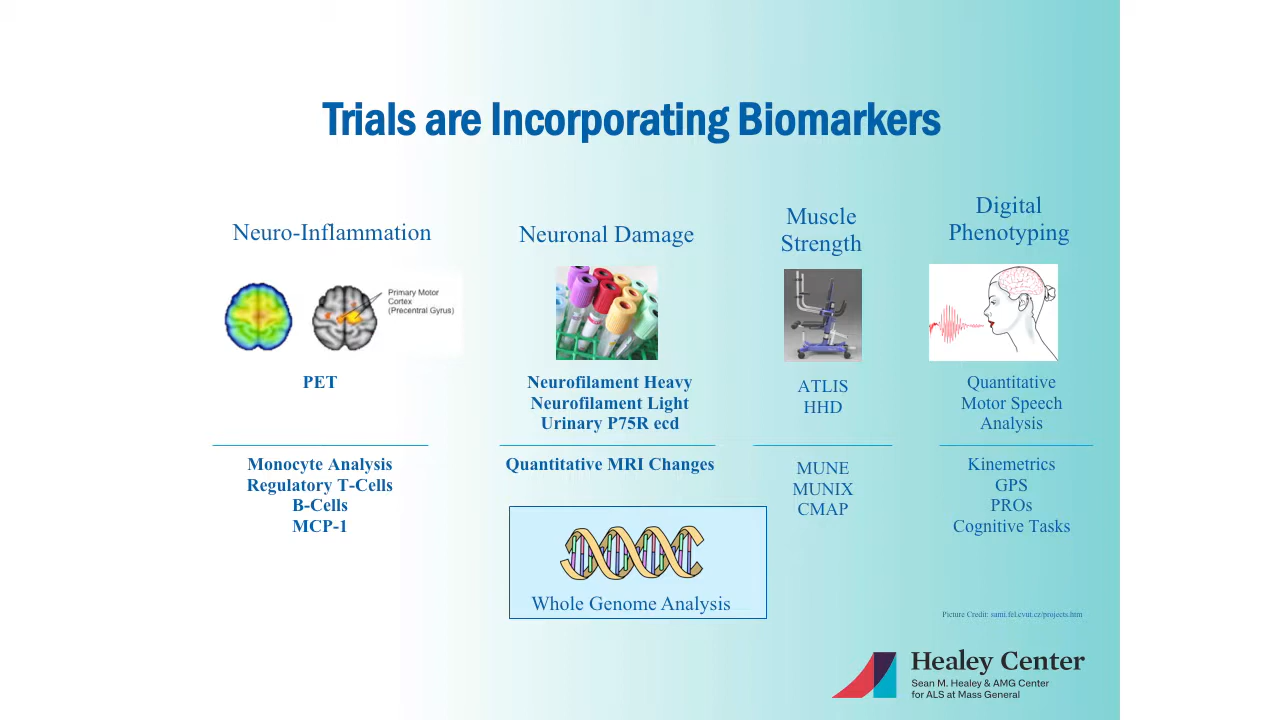 Trials are Incorporating Biomarkers
Neuro-Inflammation
Primary Motor
Cortex
(Precentral Gyrus)
PET
Monocyte Analysis
Regulatory T-Cells
B-Cells
MCP-1
Neuronal Damage
Neurofilament Heavy
Neurofilament Light
Urinary P75R ecd
Quantitative MRI Changes
Whole Genome Analysis
Muscle
Strength
ATLIS
HHD
MUNE
MUNIX
CMAP
Digital
Phenotyping
Quantitative
Motor Speech
Analysis
Kinemetrics
GPS
PROs
Cognitive Tasks
Picture Credit: sami.fel.cvut.cz/projects.htm
Healey Center
Sean M. Healey & AMG Center
for ALS at Mass General